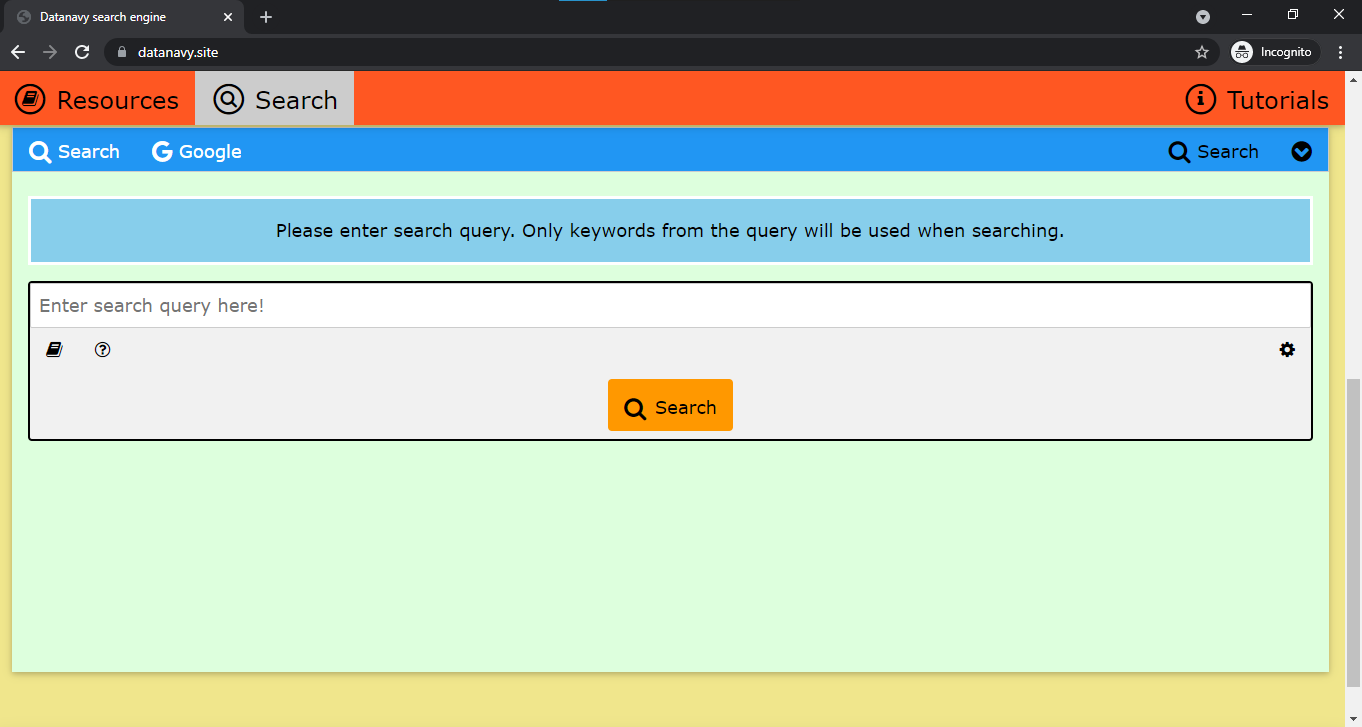 Datanavy search engine
datanavy.site
Incognito
Resources
Search
Tutorials
Search
Google
Search
Please enter search query. Only keywords from the query will be used when searching.
Enter search query here!
Search